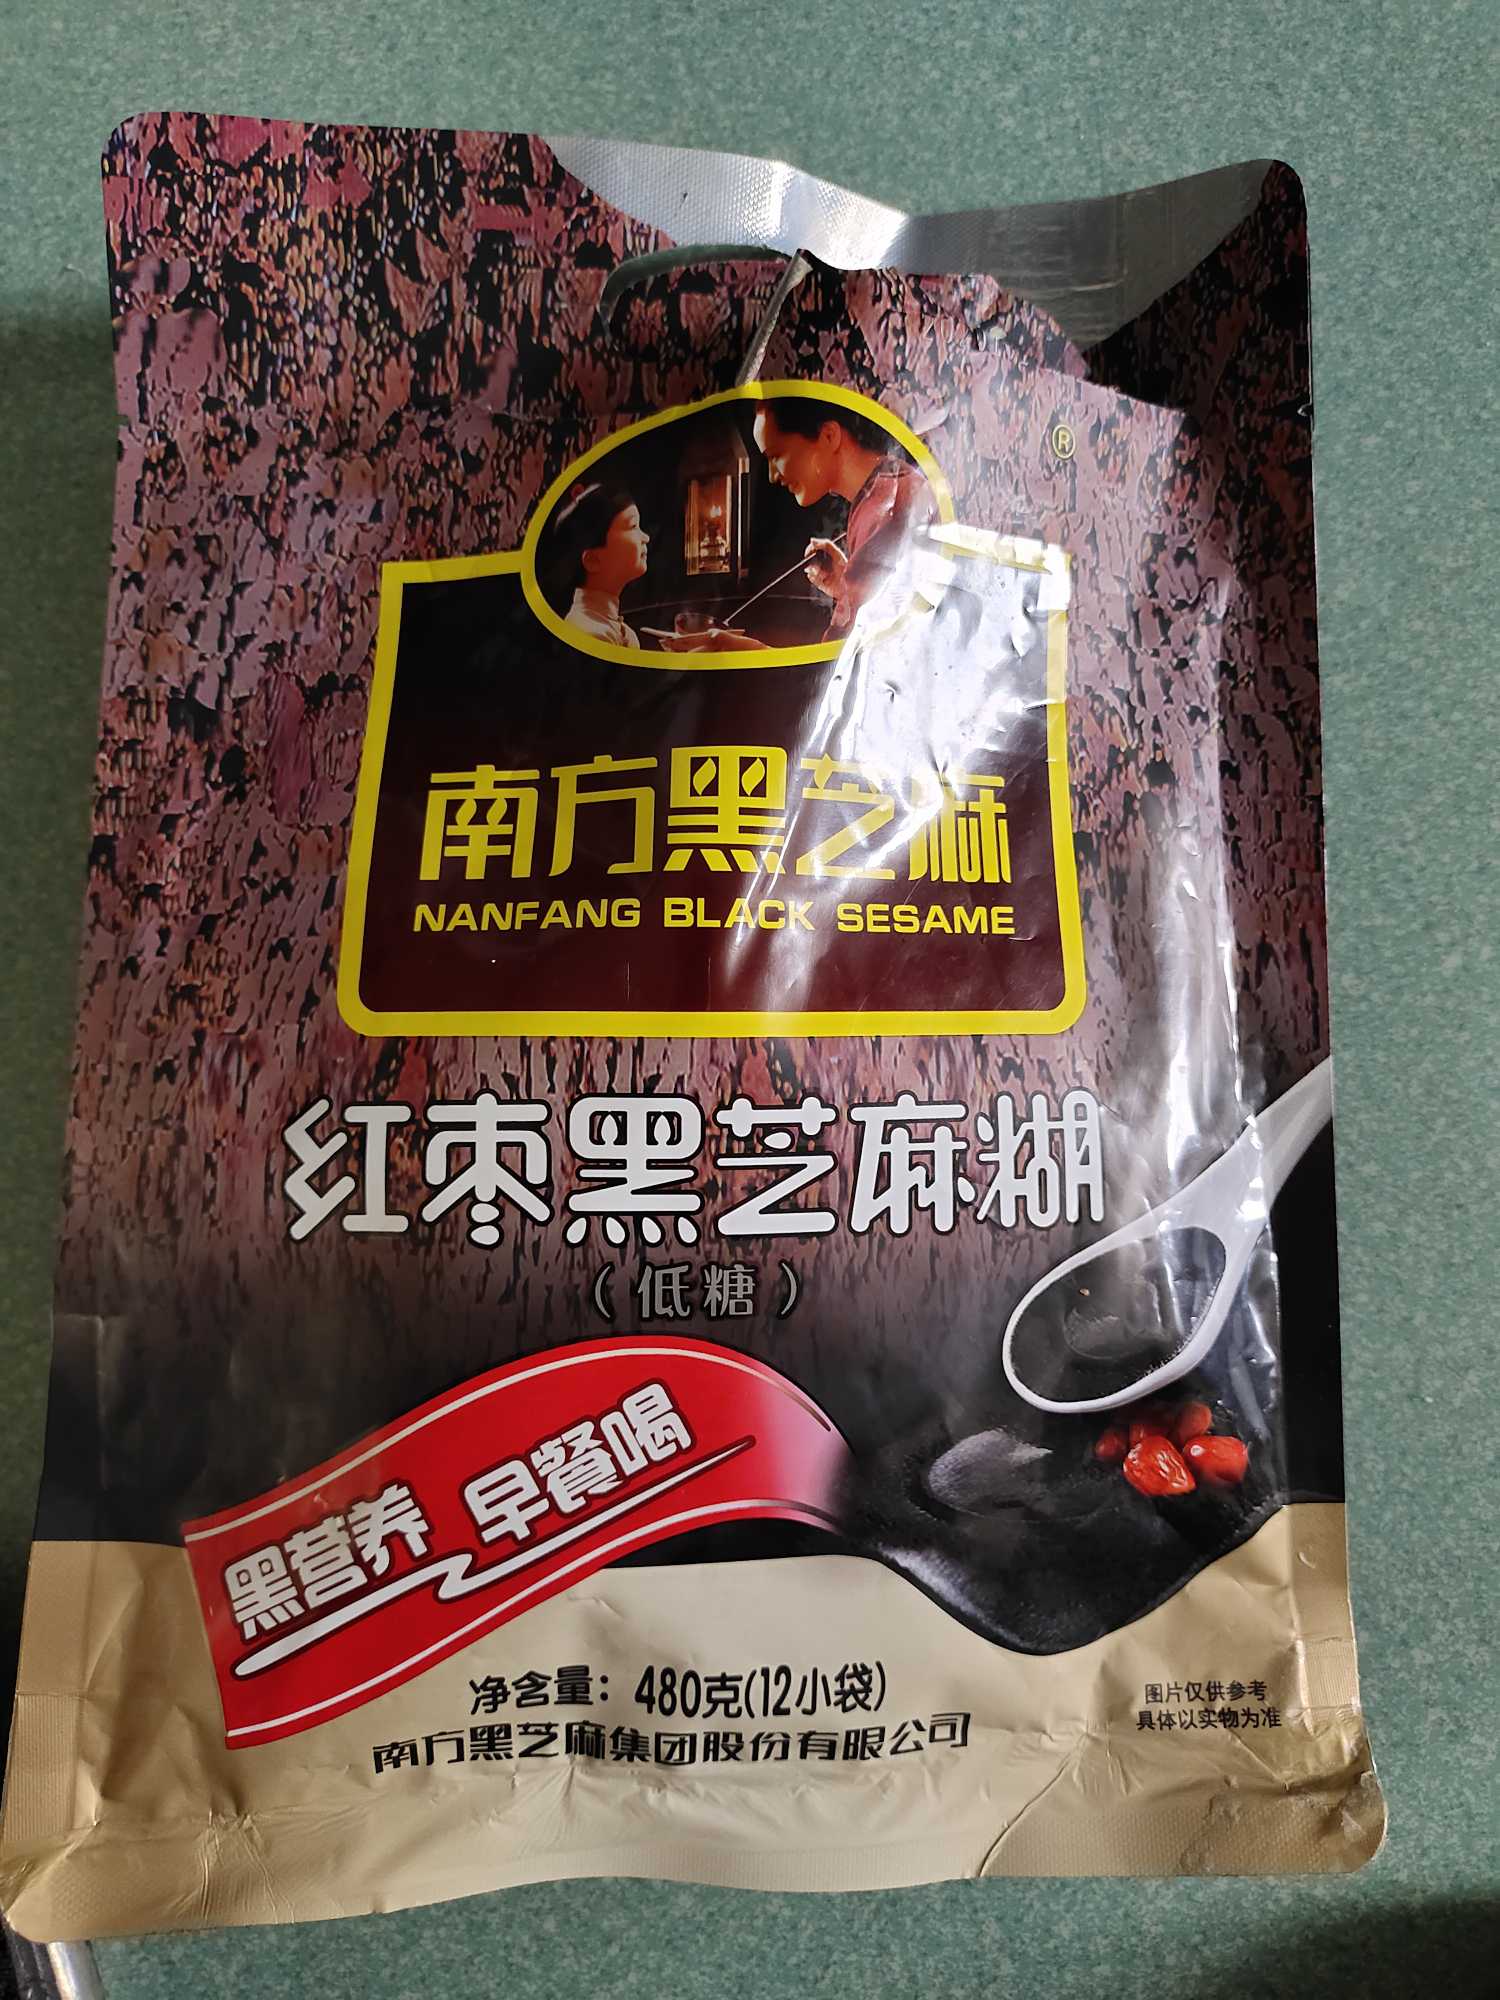 ®
南方黑芝麻
NANFANG BLACK SESAME
红枣黑芝麻糊
（低糖）
黑营养 早餐喝
净含量：480克(12小袋)
南方黑芝麻集团股份有限公司
图片仅供参考
具体以实物为准